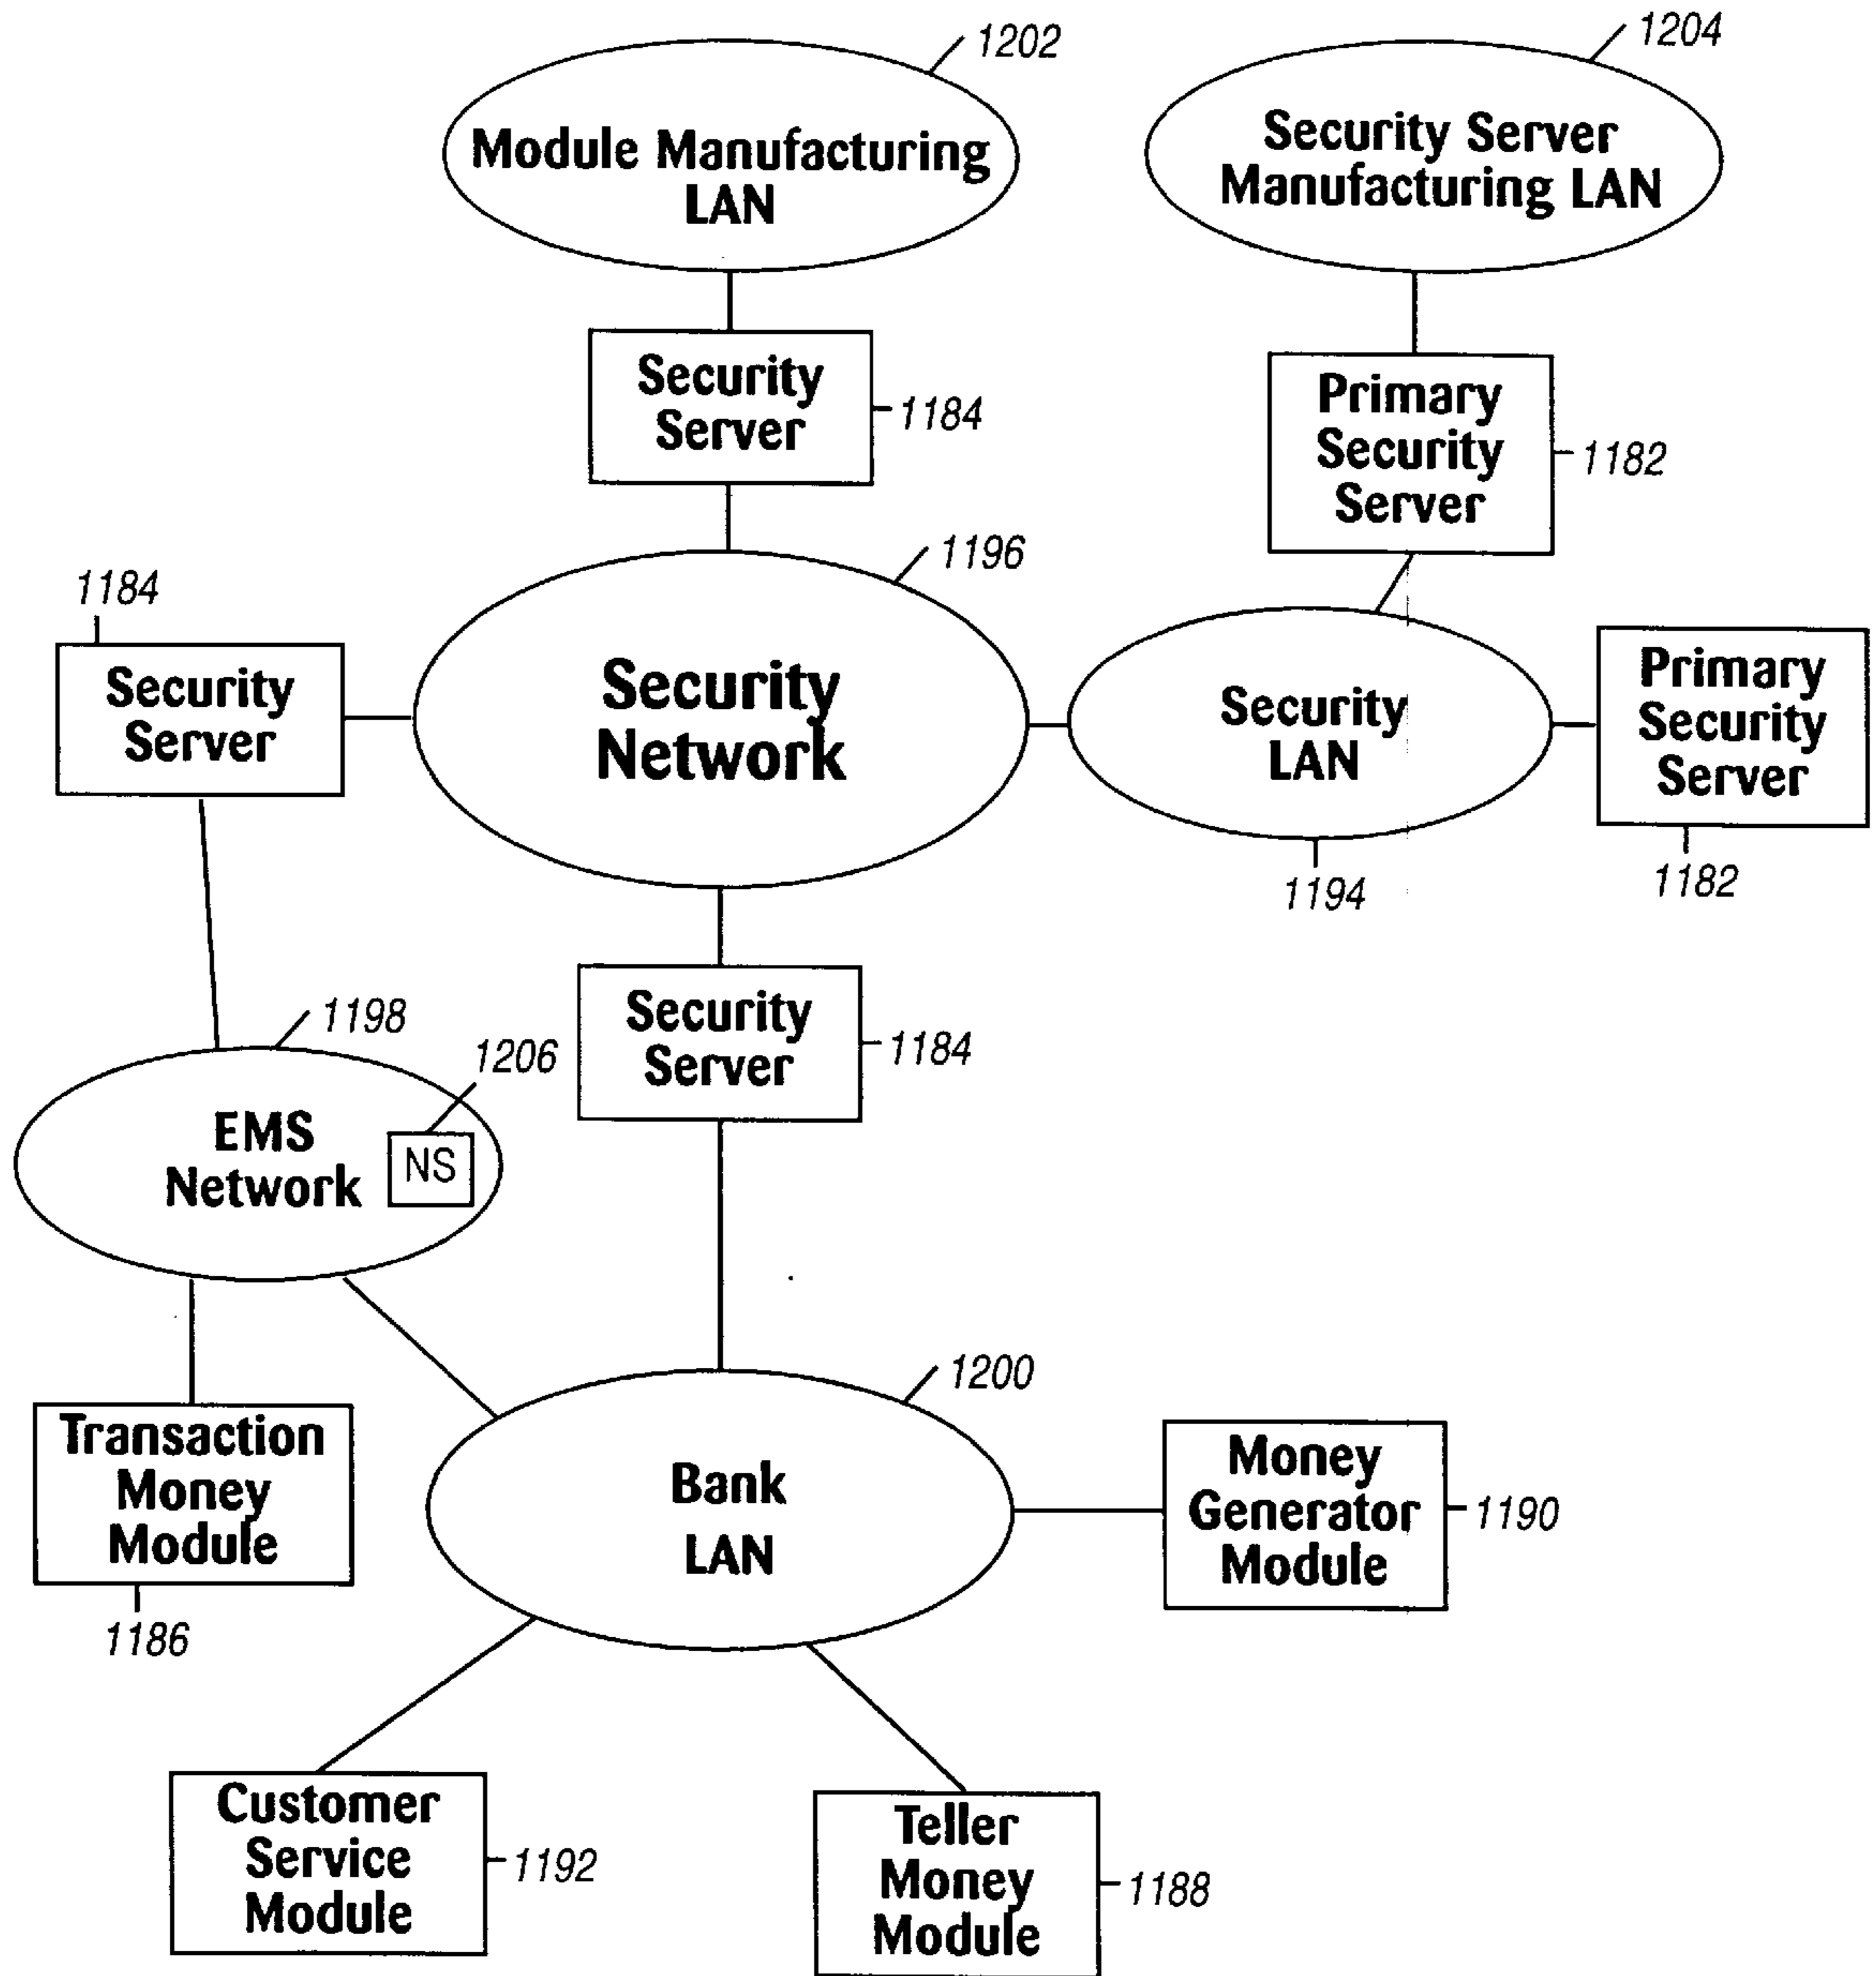 1202
1204
Module Manufacturing
LAN
Security Server
Manufacturing LAN
Security
Server
1184
Primary
Security
Server
1182
1196
1184
Security
Server
Security
Network
Security
LAN
Primary
Security
Server
1194
1182
1198
1206
Security
Server
1184
EMS
Network
NS
1200
Transaction
Money
Module
1186
Bank
LAN
Money
Generator
Module
1190
Customer
Service
Module
1192
Teller
Money
Module
1188